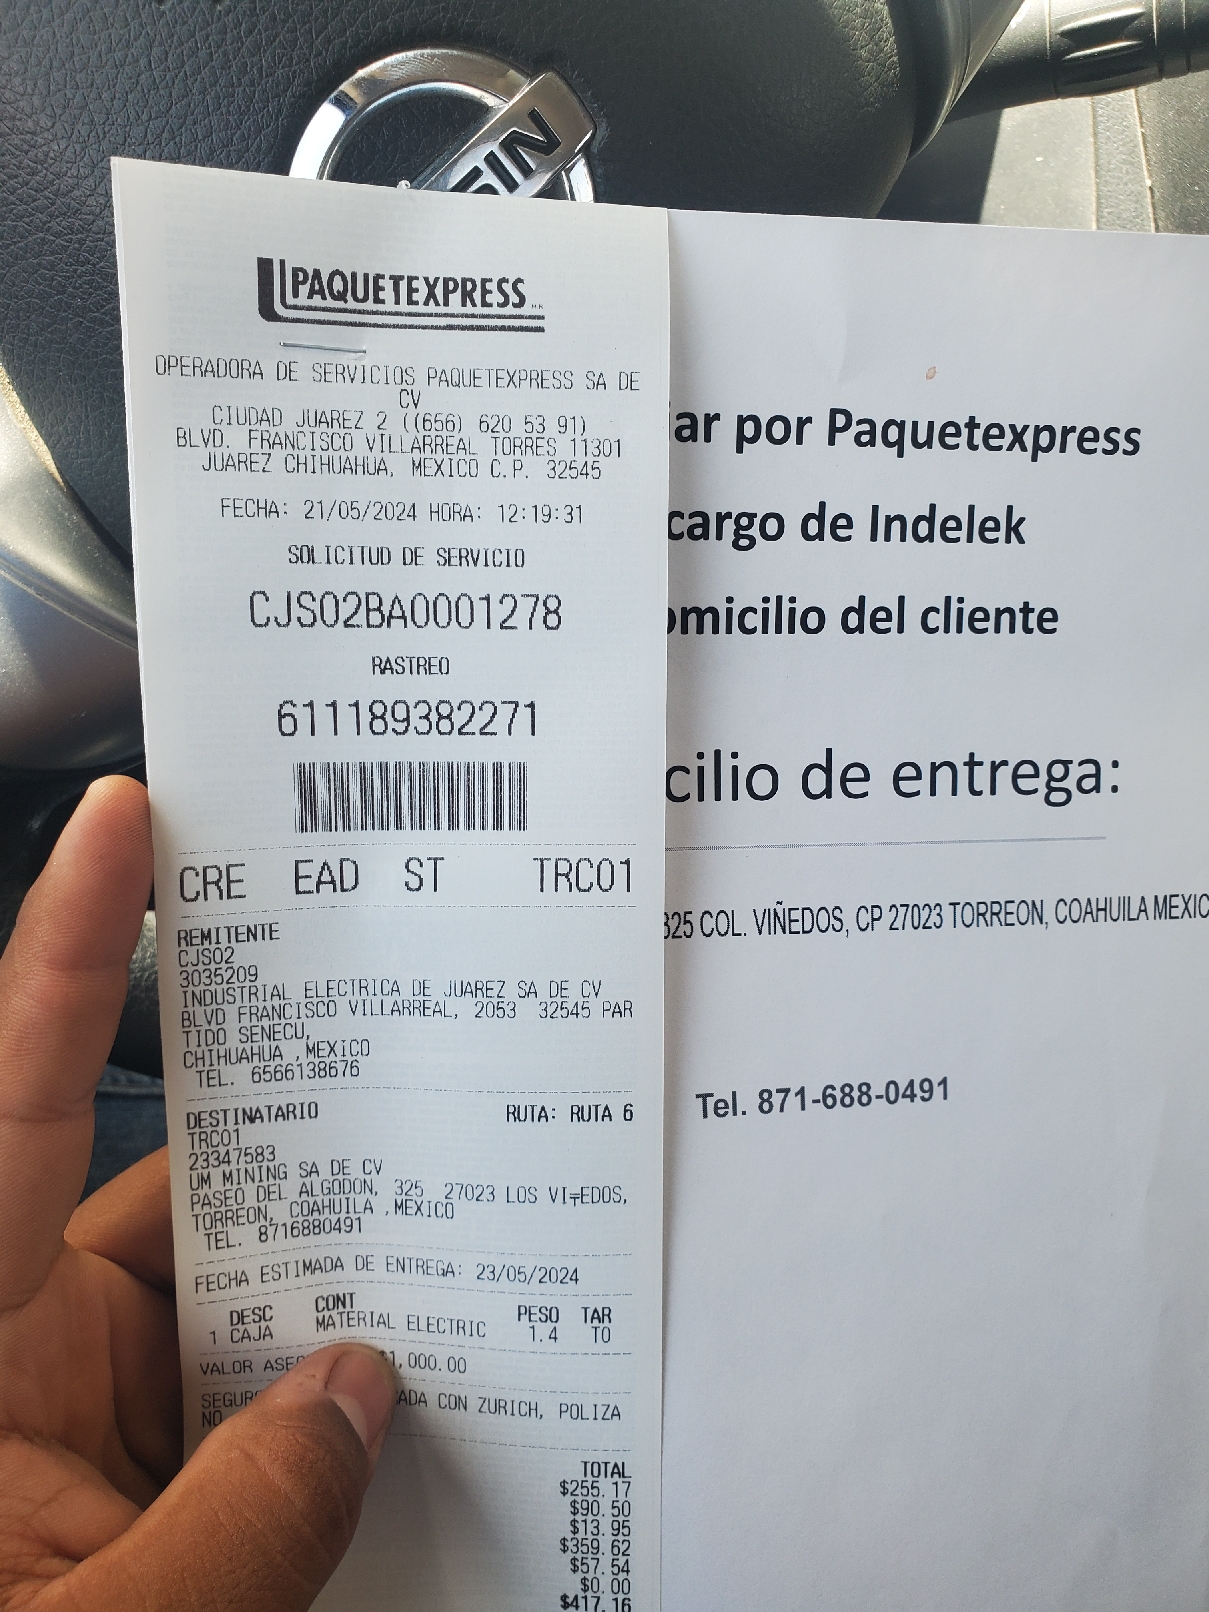 PAQUETEXPRESS
OPERADORA DE SERVICIOS PAQUETEXPRESS SA DE
CV
CIUDAD JUAREZ 2 ((656) 620 53 91)
BLVD. FRANCISCO VILLARREAL TORRES 11301
JUAREZ CHIHUAHUA, MEXICO C.P. 32545
FECHA: 21/05/2024 HORA: 12:19:31
SOLICITUD DE SERVICIO
CJS02BA0001278
RASTREO
611189382271
CRE EAD ST TRC01
REMITENTE
CJS02
3035209
INDUSTRIAL ELECTRICA DE JUAREZ SA DE CV
BLVD FRANCISCO VILLARREAL, 2053 32545 PAR
TIDO SENECU,
CHIHUAHUA ,MEXICO
TEL. 6566138676
DESTINATARIO RUTA: RUTA 6
TRC01
23347583
UM MINING SA DE CV
PASEO DEL ALGODON, 325 27023 LOS VI╤EDOS,
TORREON, COAHUILA ,MEXICO
TEL. 8716880491
FECHA ESTIMADA DE ENTREGA: 23/05/2024
DESC CONT PESO TAR
1 CAJA MATERIAL ELECTRIC 1.4 T0
VALOR ASE $1,000.00
SEGUR ADA CON ZURICH, POLIZA
NO
TOTAL
$255.17
$90.50
$13.95
$359.62
$57.54
$0.00
$417.16
ar por Paquetexpress
cargo de Indelek
omicilio del cliente
cilio de entrega:
325 COL. VIÑEDOS, CP 27023 TORREON, COAHUILA MEXIC
Tel. 871-688-0491